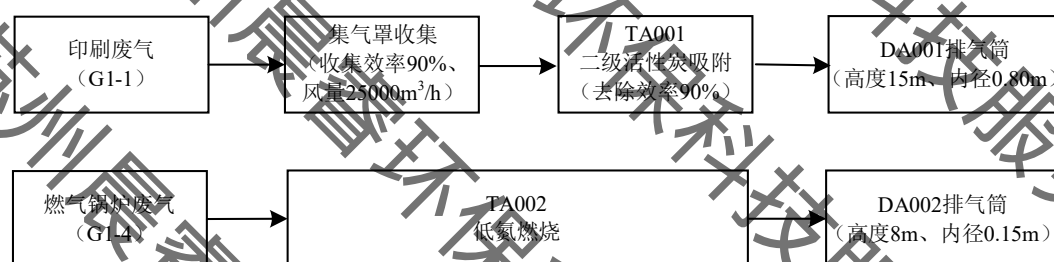 印刷废气
（G1-1）
集气罩收集
（收集效率90%、
风量25000m³/h）
TA001
二级活性炭吸附
（去除效率90%）
DA001排气筒
（高度15m、内径0.80m）
燃气锅炉废气
（G1-4）
TA002
低氮燃烧
DA002排气筒
（高度8m、内径0.15m）